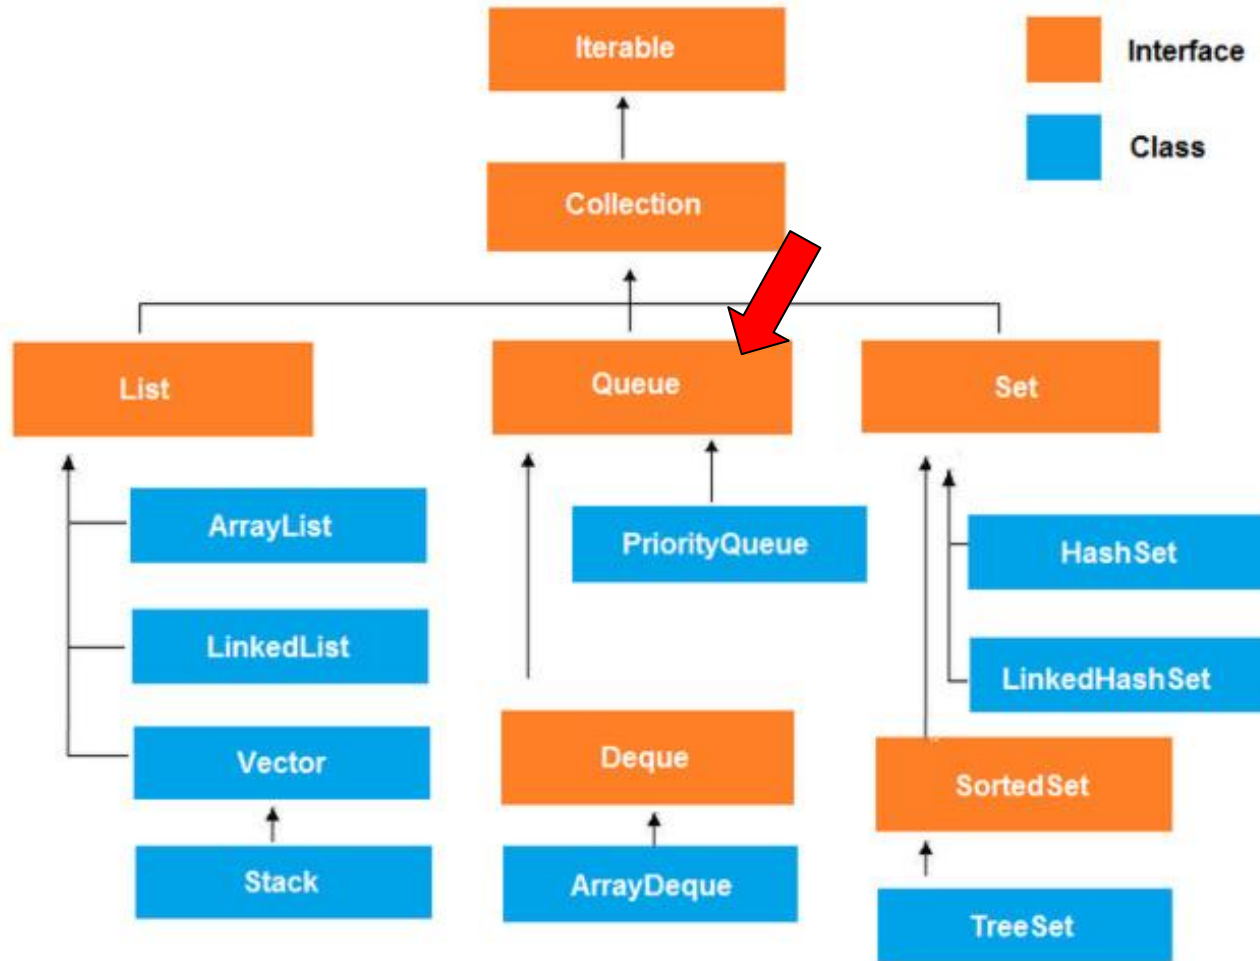 Iterable
Interface
Class
Collection
List
Queue
Set
ArrayList
PriorityQueue
HashSet
LinkedList
LinkedHashSet
Vector
Deque
SortedSet
Stack
ArrayDeque
TreeSet